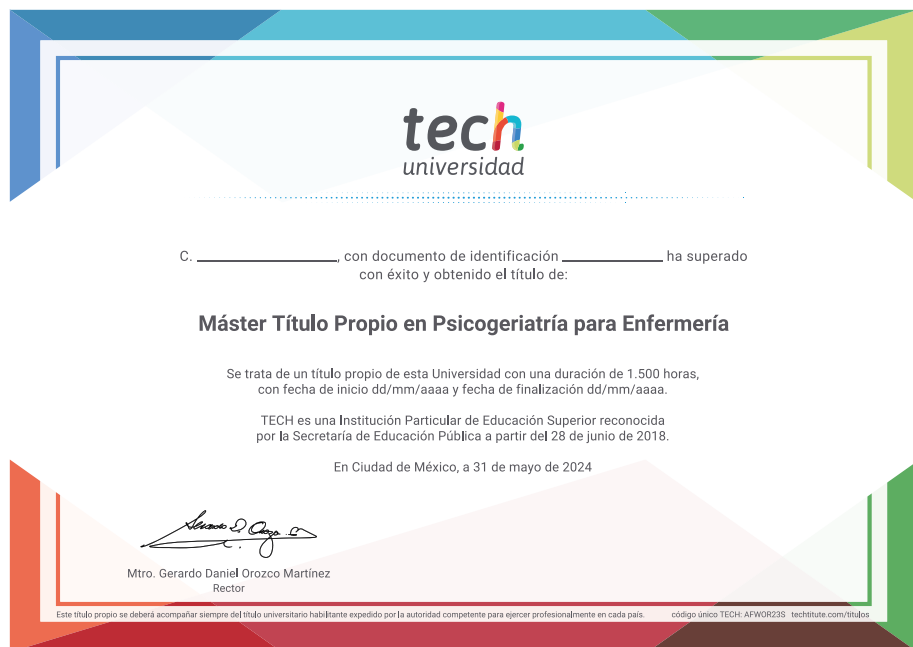 tech
universidad
C. ____________, con documento de identificación ____________ ha superado
con éxito y obtenido el título de:
Máster Título Propio en Psicogeriatría para Enfermería
Se trata de un título propio de esta Universidad con una duración de 1.500 horas,
con fecha de inicio dd/mm/aaaa y fecha de finalización dd/mm/aaaa.
TECH es una Institución Particular de Educación Superior reconocida
por la Secretaría de Educación Pública a partir del 28 de junio de 2018.
En Ciudad de México, a 31 de mayo de 2024
Mtro. Gerardo Daniel Orozco Martínez
Rector
Este título propio se deberá acompañar siempre del título universitario habilitante expedido por la autoridad competente para ejercer profesionalmente en cada país. código único TECH: AFWOR23S techtitute.com/titulos